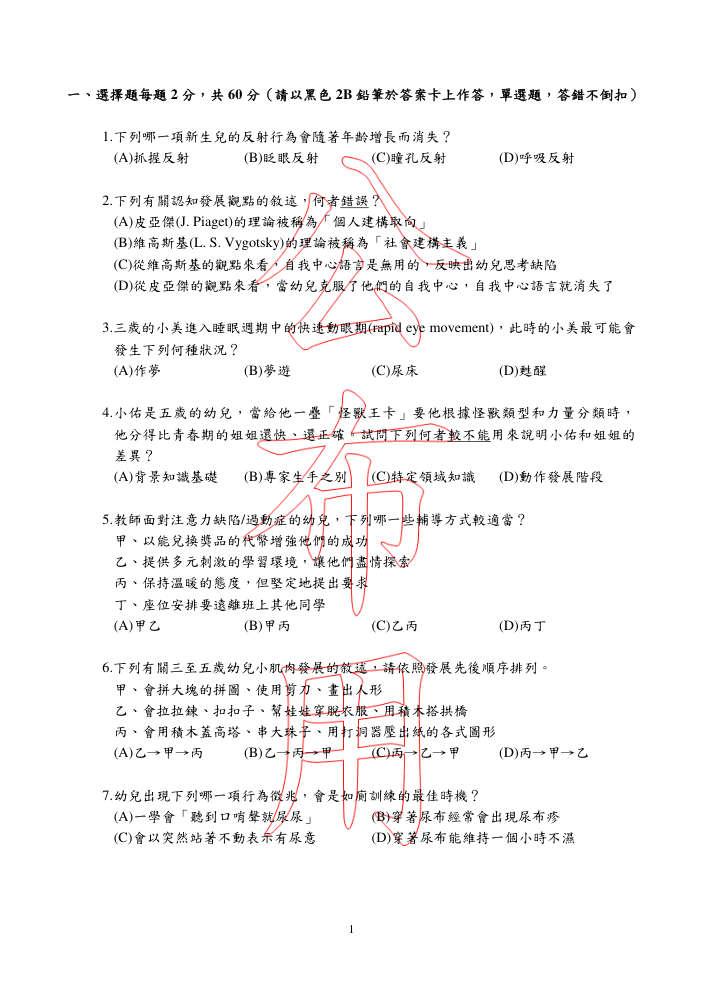 一、選擇題每題 2 分，共 60 分（請以黑色 2B 鉛筆於答案卡上作答，單選題，答錯不倒扣）
1.下列哪一項新生兒的反射行為會隨著年齡增長而消失？
(A)抓握反射 (B)眨眼反射 (C)瞳孔反射 (D)呼吸反射
2.下列有關認知發展觀點的敘述，何者錯誤？
(A)皮亞傑(J. Piaget)的理論被稱為「個人建構取向」
(B)維高斯基(L. S. Vygotsky)的理論被稱為「社會建構主義」
(C)從維高斯基的觀點來看，自我中心語言是無用的，反映出幼兒思考缺陷
(D)從皮亞傑的觀點來看，當幼兒克服了他們的自我中心，自我中心語言就消失了
3.三歲的小美進入睡眠週期中的快速動眼期(rapid eye movement)，此時的小美最可能會
發生下列何種狀況？
(A)作夢 (B)夢遊 (C)尿床 (D)甦醒
4.小佑是五歲的幼兒，當給他一疊「怪獸王卡」要他根據怪獸類型和力量分類時，
他分得比青春期的姐姐還快、還正確。試問下列何者較不能用來說明小佑和姐姐的
差異？
(A)背景知識基礎 (B)專家生手之別 (C)特定領域知識 (D)動作發展階段
5.教師面對注意力缺陷/過動症的幼兒，下列哪一些輔導方式較適當？
甲、以能兌換獎品的代幣增強他們的成功
乙、提供多元刺激的學習環境，讓他們盡情探索
丙、保持溫暖的態度，但堅定地提出要求
丁、座位安排要遠離班上其他同學
(A)甲乙 (B)甲丙 (C)乙丙 (D)丙丁
6.下列有關三至五歲幼兒小肌肉發展的敘述，請依照發展先後順序排列。
甲、會拼大塊的拼圖、使用剪刀、畫出人形
乙、會拉拉鍊、扣扣子、幫娃娃穿脫衣服、用積木搭拱橋
丙、會用積木蓋高塔、串大珠子、用打洞器壓出紙的各式圖形
(A)乙→甲→丙 (B)乙→丙→甲 (C)丙→乙→甲 (D)丙→甲→乙
7.幼兒出現下列哪一項行為徵兆，會是如廁訓練的最佳時機？
(A)一學會「聽到口哨聲就尿尿」 (B)穿著尿布經常會出現尿布疹
(C)會以突然站著不動表示有尿意 (D)穿著尿布能維持一個小時不濕
公布用
1